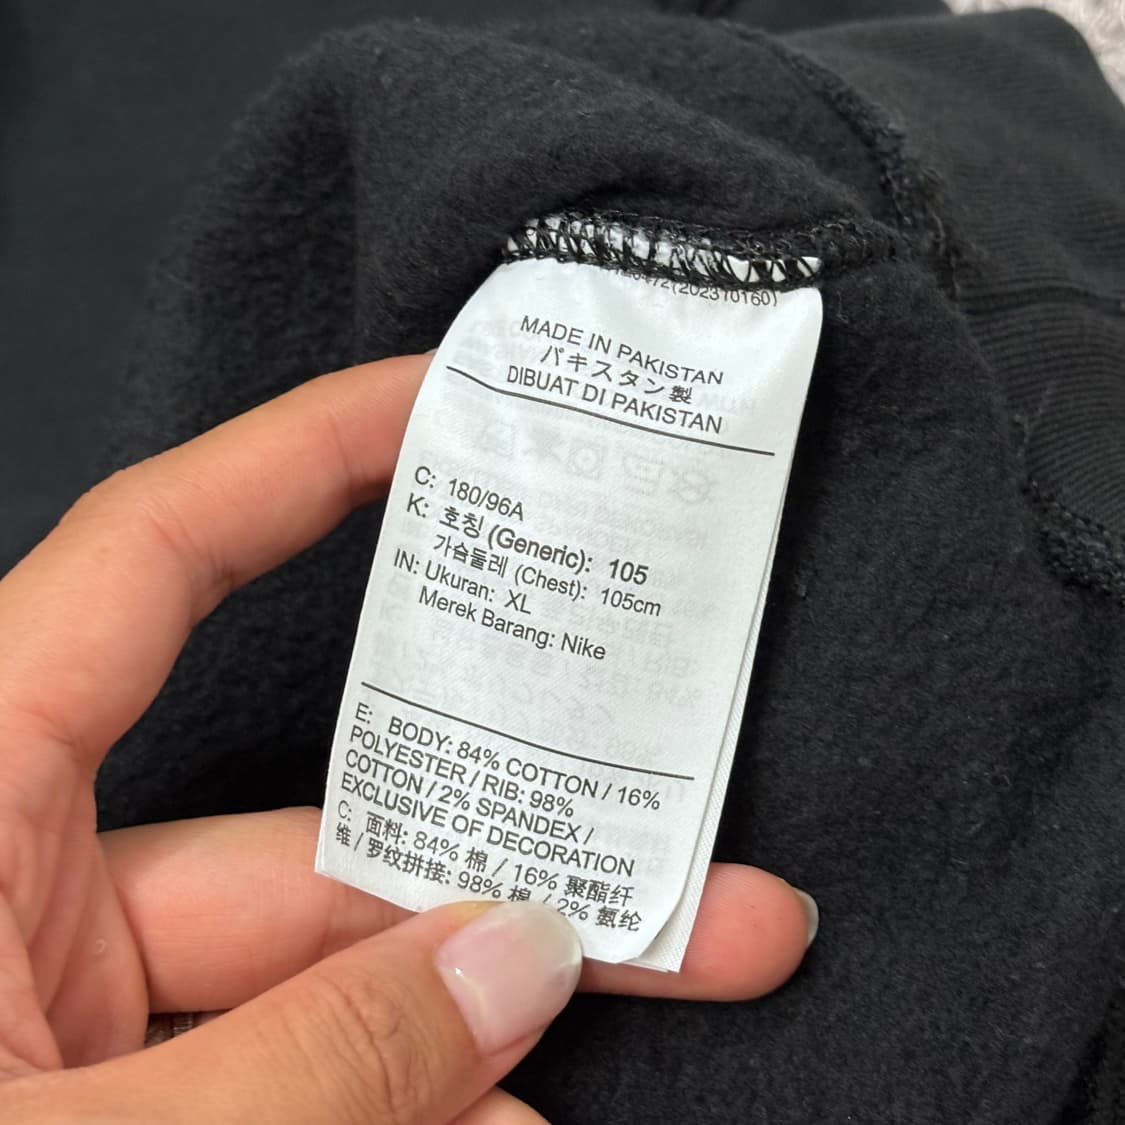 (202310160)
MADE IN PAKISTAN
パキスタン製
DIBUAT DI PAKISTAN
C: 180/96A
K: 호칭 (Generic): 105
가슴둘레 (Chest): 105cm
IN: Ukuran: XL
Merek Barang: Nike
E: BODY: 84% COTTON / 16%
POLYESTER / RIB: 98%
COTTON / 2% SPANDEX /
EXCLUSIVE OF DECORATION
C: 面料: 84% 棉 / 16% 聚酯纤
维 / 罗纹拼接: 98% 棉 / 2% 氨纶